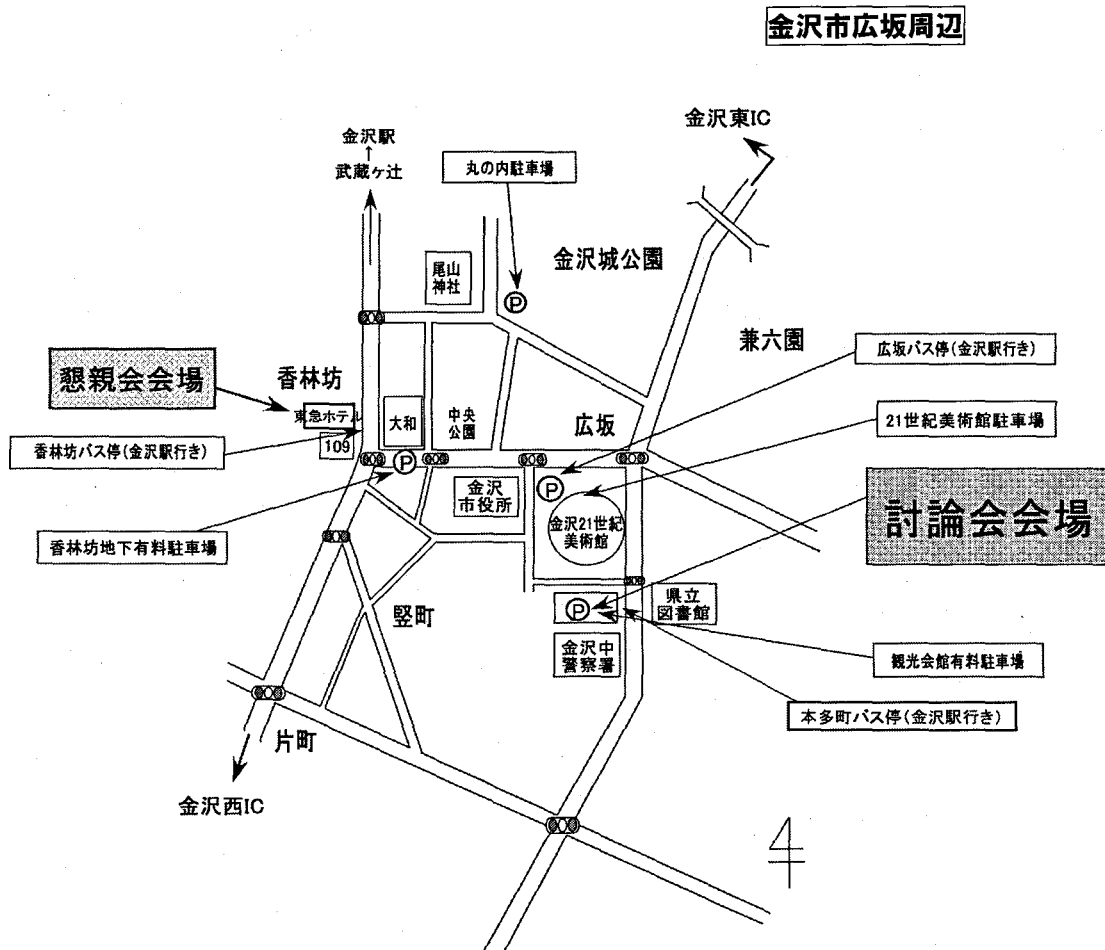 金沢市広坂周辺
金沢東IC
金沢駅
↑
武蔵ヶ辻
丸の内駐車場
尾山
神社
金沢城公園
兼六園
広坂バス停(金沢駅行き)
懇親会会場
香林坊
東急ホテル
大和
中央
公園
広坂
21世紀美術館駐車場
109
香林坊バス停(金沢駅行き)
P
P
P
金沢
市役所
金沢21世紀
美術館
討論会会場
香林坊地下有料駐車場
竪町
P
県立
図書館
金沢中
警察署
観光会館有料駐車場
本多町バス停(金沢駅行き)
片町
金沢西IC